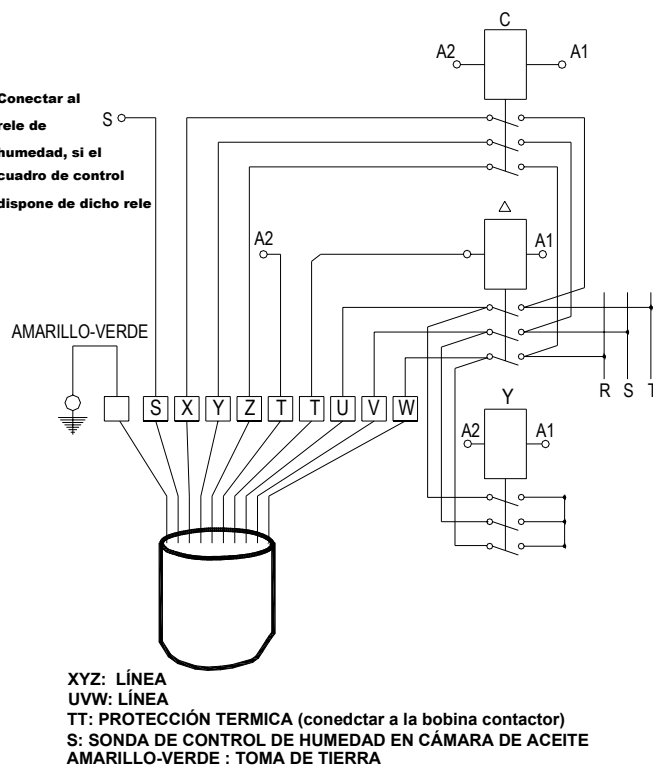 C
A2 A1
Conectar al
rele de
humedad, si el
cuadro de control
dispone de dicho rele
S
△
A2 A1
AMARILLO-VERDE
R S T
S X Y Z T T U V W
Y
A2 A1
XYZ: LÍNEA
UVW: LÍNEA
TT: PROTECCIÓN TERMICA (conedctar a la bobina contactor)
S: SONDA DE CONTROL DE HUMEDAD EN CÁMARA DE ACEITE
AMARILLO-VERDE : TOMA DE TIERRA